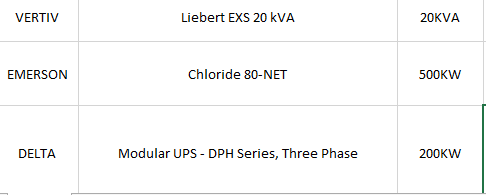 VERTIV Liebert EXS 20 kVA 20KVA
EMERSON Chloride 80-NET 500KW
DELTA Modular UPS - DPH Series, Three Phase 200KW